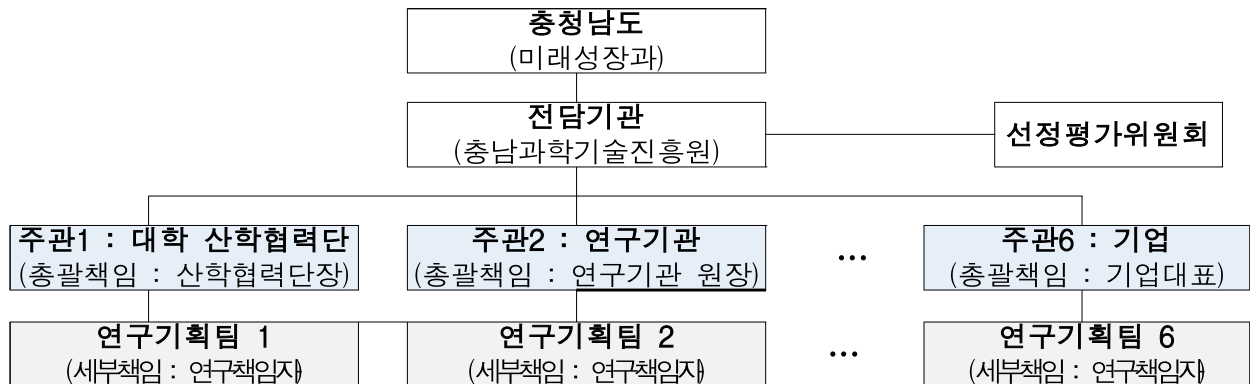 충청남도
(미래성장과)
전담기관
(충남과학기술진흥원)
선정평가위원회
주관1 : 대학 산학협력단
(총괄책임 : 산학협력단장)
주관2 : 연구기관
(총괄책임 : 연구기관 원장)
...
주관6 : 기업
(총괄책임 : 기업대표)
연구기획팀 1
(세부책임 : 연구책임자)
연구기획팀 2
(세부책임 : 연구책임자)
...
연구기획팀 6
(세부책임 : 연구책임자)